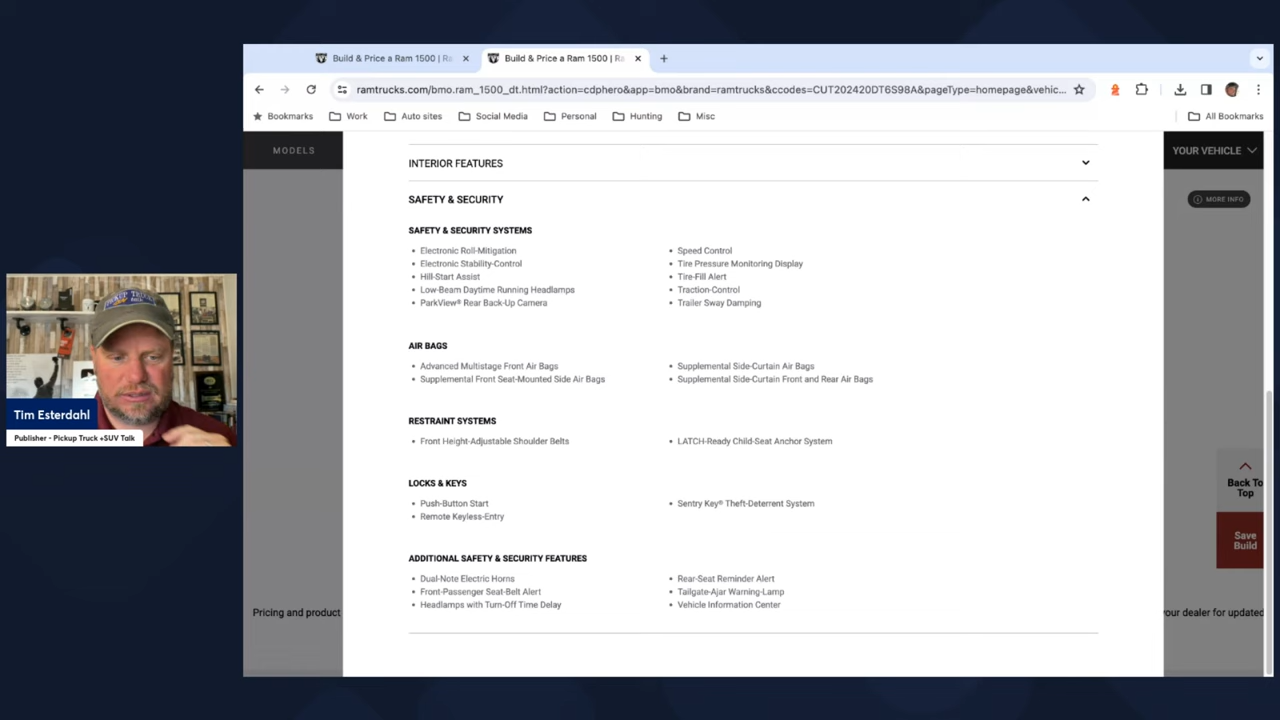 Build & Price a Ram 1500 | Ra
Build & Price a Ram 1500 | Ra
ramtrucks.com/bmo.ram_1500_dt.html?action=cdphero&app=bmo&brand=ramtrucks&ccodes=CUT202420DT6S98A&pageType=homepage&vehic...
Bookmarks Work Auto sites Social Media Personal Hunting Misc All Bookmarks
MODELS
YOUR VEHICLE
INTERIOR FEATURES
SAFETY & SECURITY
MORE INFO
SAFETY & SECURITY SYSTEMS
• Electronic Roll-Mitigation
• Electronic Stability-Control
• Hill-Start Assist
• Low-Beam Daytime Running Headlamps
• ParkView® Rear Back-Up Camera
• Speed Control
• Tire Pressure Monitoring Display
• Tire-Fill Alert
• Traction-Control
• Trailer Sway Damping
AIR BAGS
• Advanced Multistage Front Air Bags
• Supplemental Front Seat-Mounted Side Air Bags
• Supplemental Side-Curtain Air Bags
• Supplemental Side-Curtain Front and Rear Air Bags
RESTRAINT SYSTEMS
• Front Height-Adjustable Shoulder Belts
• LATCH-Ready Child-Seat Anchor System
LOCKS & KEYS
• Push-Button Start
• Remote Keyless-Entry
• Sentry Key® Theft-Deterrent System
ADDITIONAL SAFETY & SECURITY FEATURES
• Dual-Note Electric Horns
• Front-Passenger Seat-Belt Alert
• Headlamps with Turn-Off Time Delay
• Rear-Seat Reminder Alert
• Tailgate-Ajar Warning-Lamp
• Vehicle Information Center
Back To
Top
Save
Build
Pricing and product
your dealer for updated
Tim Esterdahl
Publisher - Pickup Truck +SUV Talk